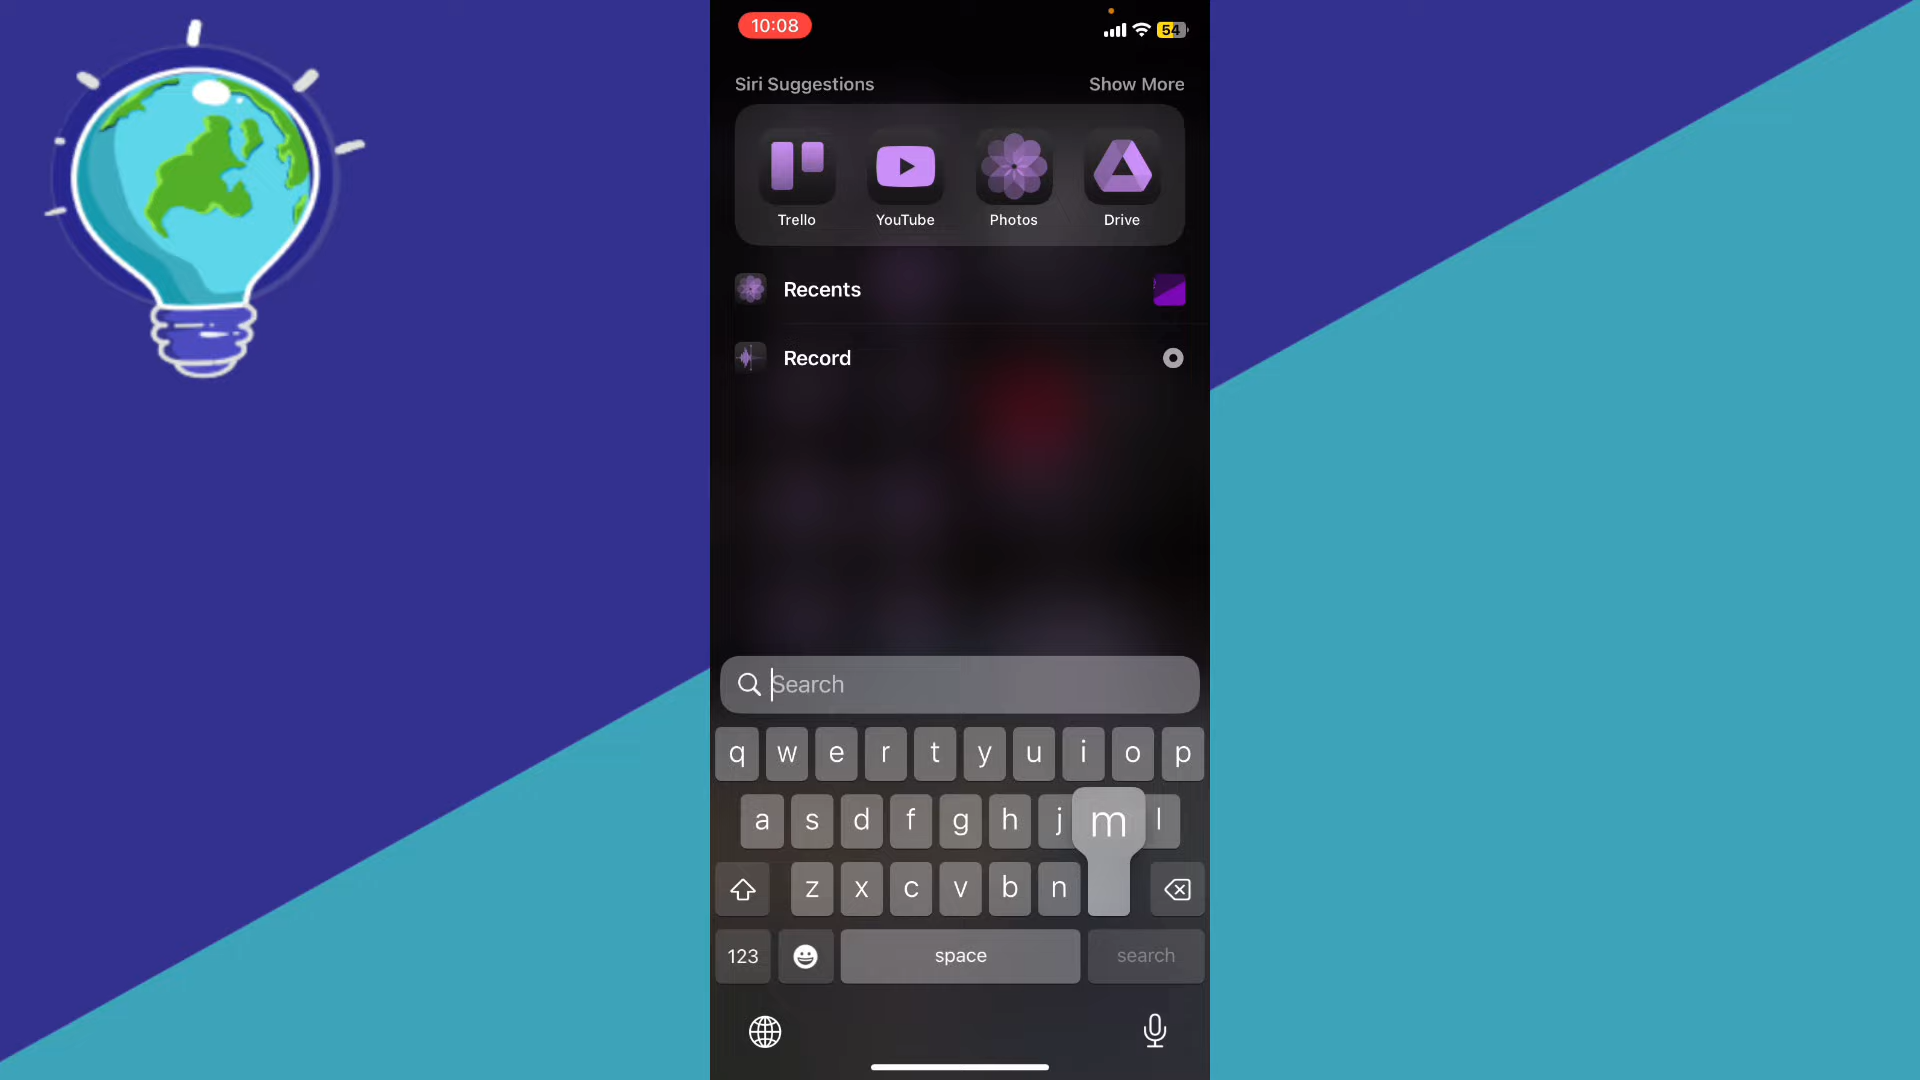 10:08
54
Siri Suggestions
Show More
Trello
YouTube
Photos
Drive
Recents
Record
Search
q w e r t y u i o p
a s d f g h j m l
z x c v b n
123
space
search